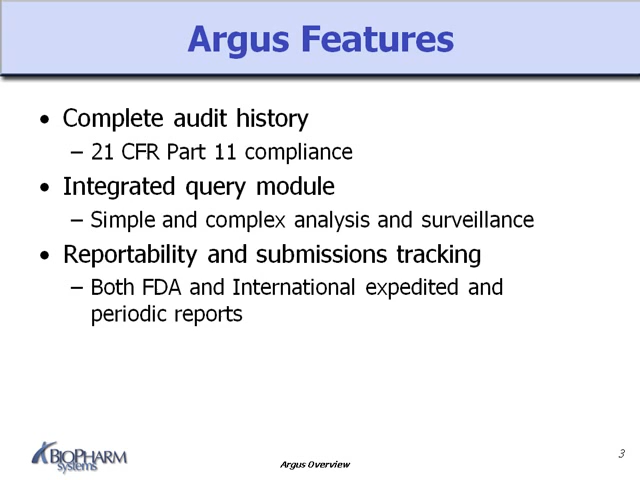 Argus Features
• Complete audit history
– 21 CFR Part 11 compliance
• Integrated query module
– Simple and complex analysis and surveillance
• Reportability and submissions tracking
– Both FDA and International expedited and
periodic reports
BIOPHARM
systems
Argus Overview
3